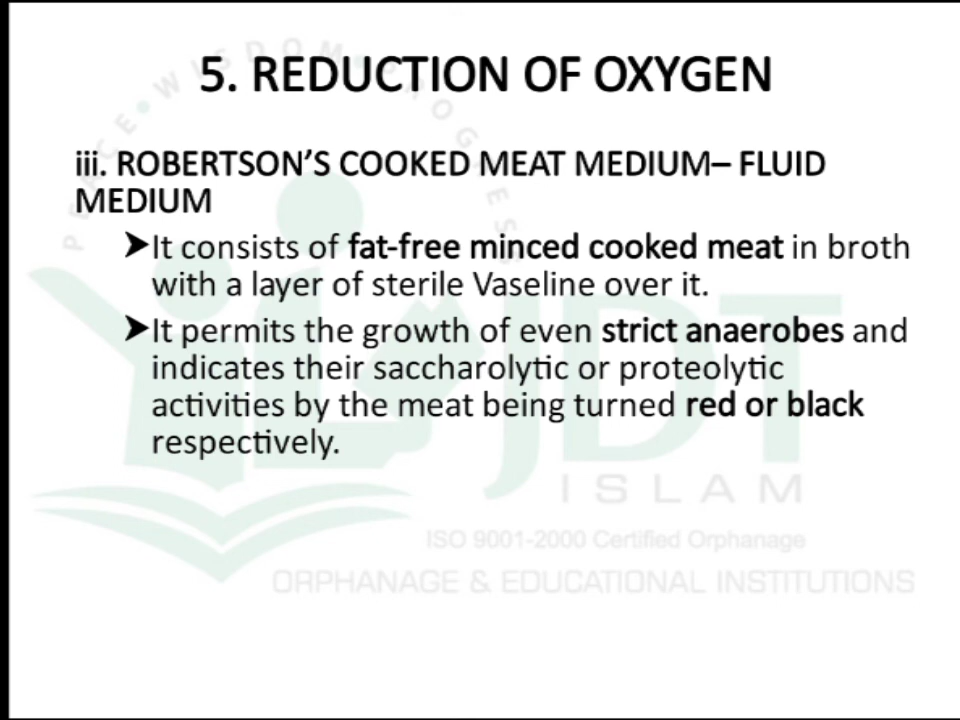 5. REDUCTION OF OXYGEN
iii. ROBERTSON'S COOKED MEAT MEDIUM– FLUID
MEDIUM
➤It consists of fat-free minced cooked meat in broth
with a layer of sterile Vaseline over it.
➤It permits the growth of even strict anaerobes and
indicates their saccharolytic or proteolytic
activities by the meat being turned red or black
respectively.
PEACE•WISDOM•PROGRESS
JDT
ISLAM
ISO 9001-2000 Certified Orphanage
ORPHANAGE & EDUCATIONAL INSTITUTIONS